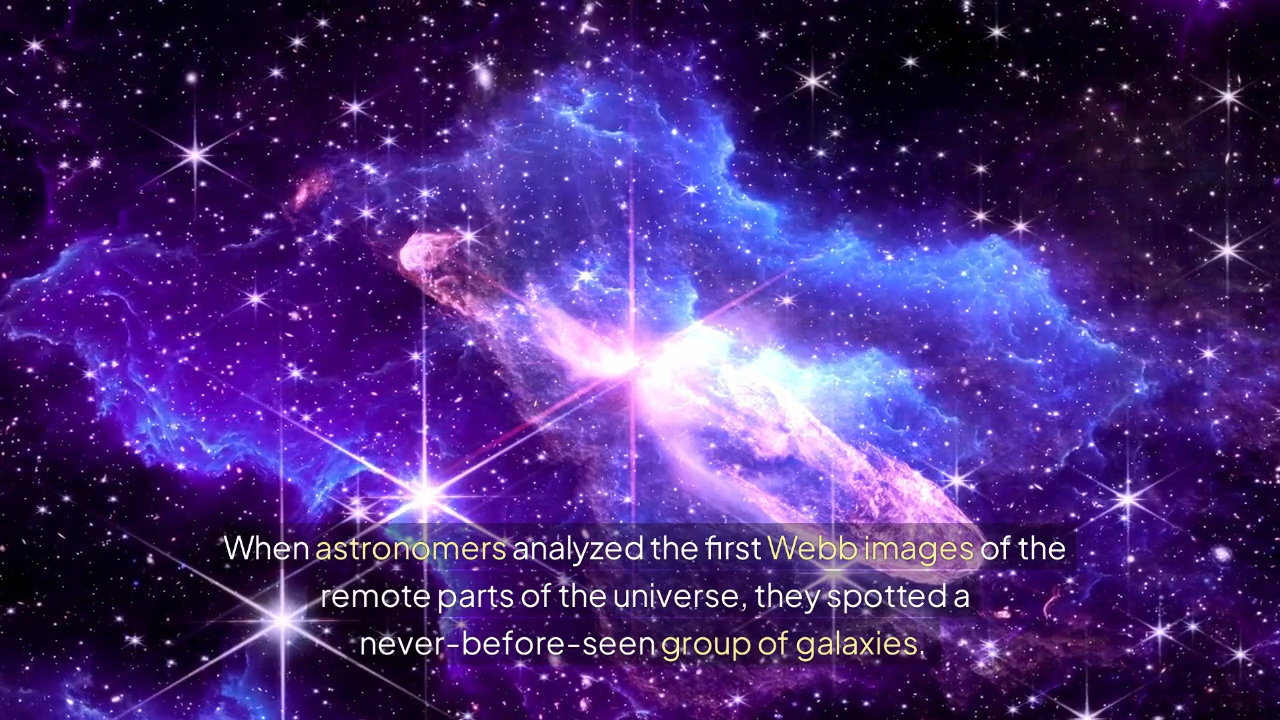 When astronomers analyzed the first Webb images of the
remote parts of the universe, they spotted a
never-before-seen group of galaxies.